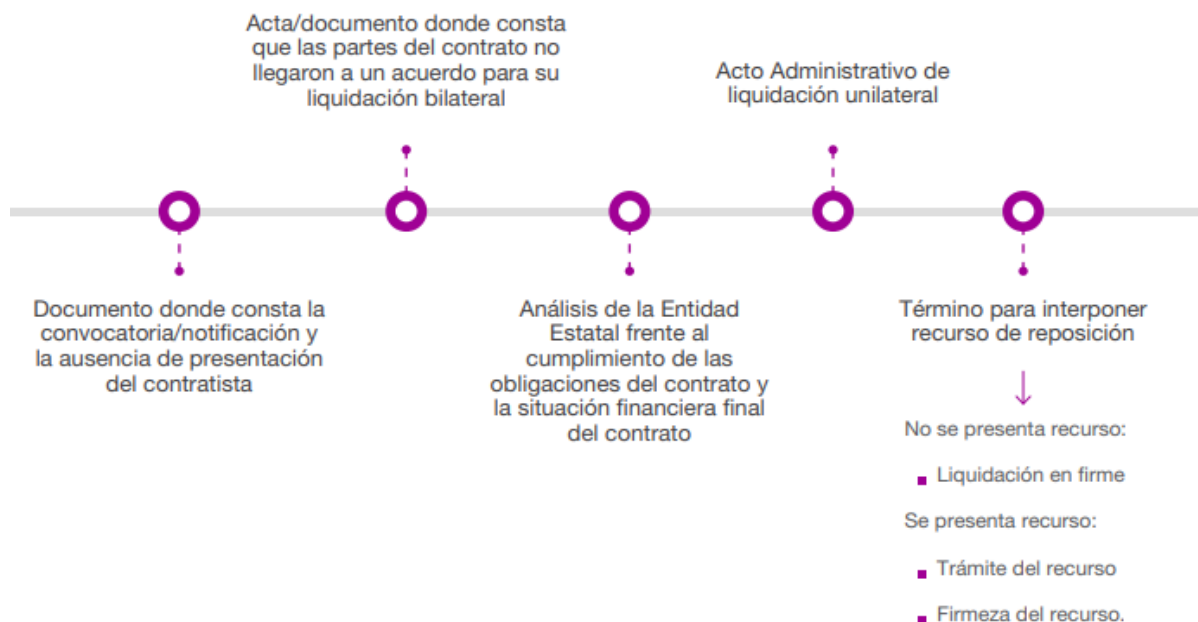 Documento donde consta la
convocatoria/notificación y
la ausencia de presentación
del contratista
Acta/documento donde consta
que las partes del contrato no
llegaron a un acuerdo para su
liquidación bilateral
Análisis de la Entidad
Estatal frente al
cumplimiento de las
obligaciones del contrato y
la situación financiera final
del contrato
Acto Administrativo de
liquidación unilateral
Término para interponer
recurso de reposición
No se presenta recurso:
Liquidación en firme
Se presenta recurso:
Trámite del recurso
Firmeza del recurso.